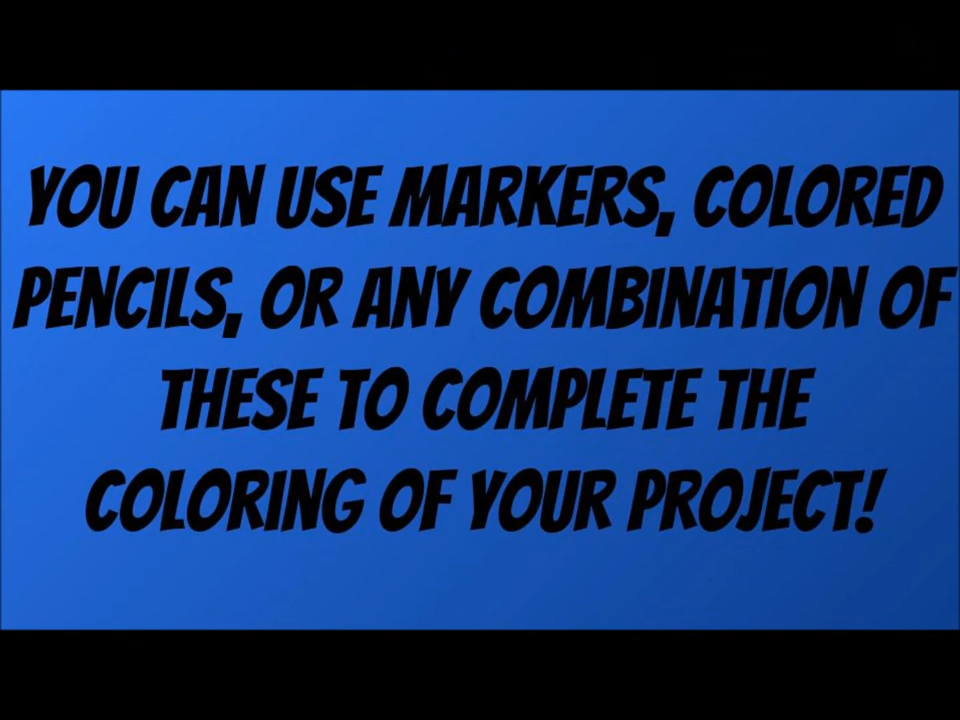 YOU CAN USE MARKERS, COLORED
PENCILS, OR ANY COMBINATION OF
THESE TO COMPLETE THE
COLORING OF YOUR PROJECT!